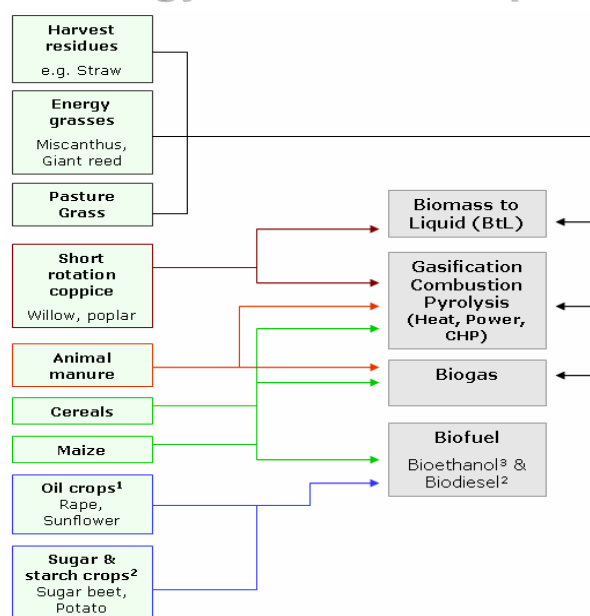 Harvest
residues
e.g. Straw
Energy
grasses
Miscanthus,
Giant reed
Pasture
Grass
Short
rotation
coppice
Willow, poplar
Animal
manure
Cereals
Maize
Oil crops¹
Rape,
Sunflower
Sugar &
starch crops²
Sugar beet,
Potato
Biomass to
Liquid (BtL)
Gasification
Combustion
Pyrolysis
(Heat, Power,
CHP)
Biogas
Biofuel
Bioethanol³ &
Biodiesel²